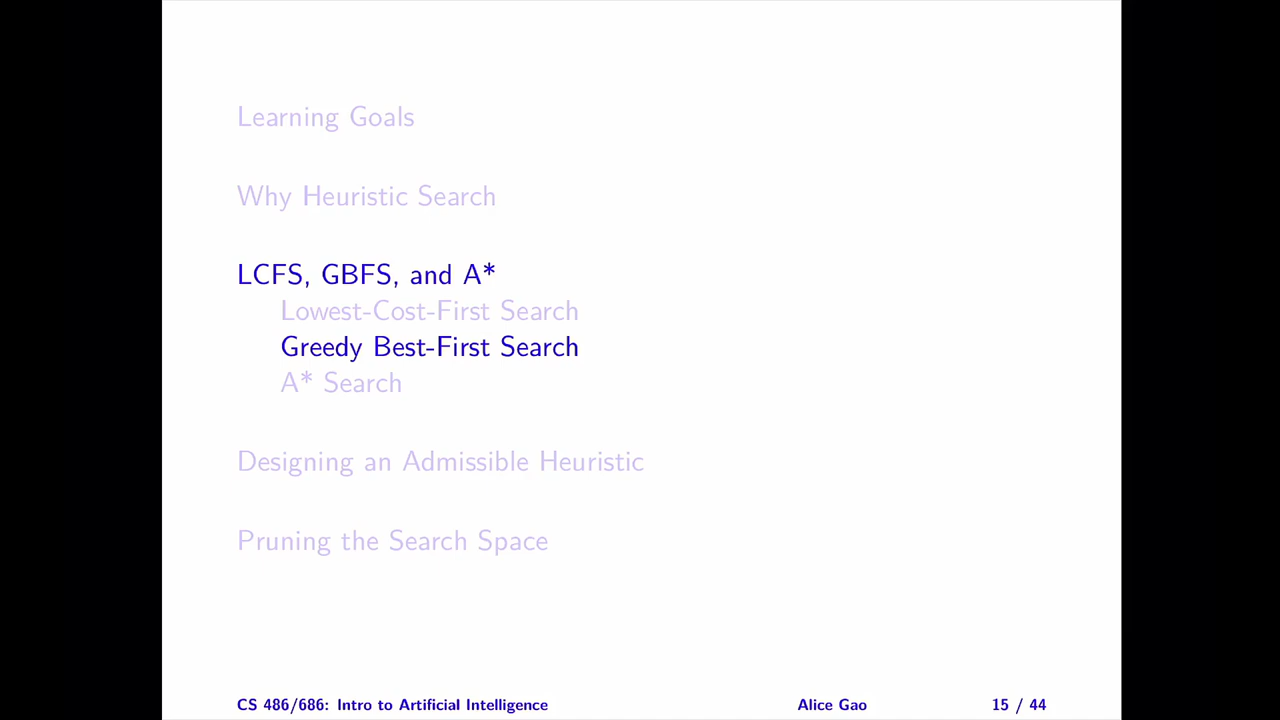 Learning Goals
Why Heuristic Search
LCFS, GBFS, and A*
Lowest-Cost-First Search
Greedy Best-First Search
A* Search
Designing an Admissible Heuristic
Pruning the Search Space
CS 486/686: Intro to Artificial Intelligence Alice Gao 15 / 44